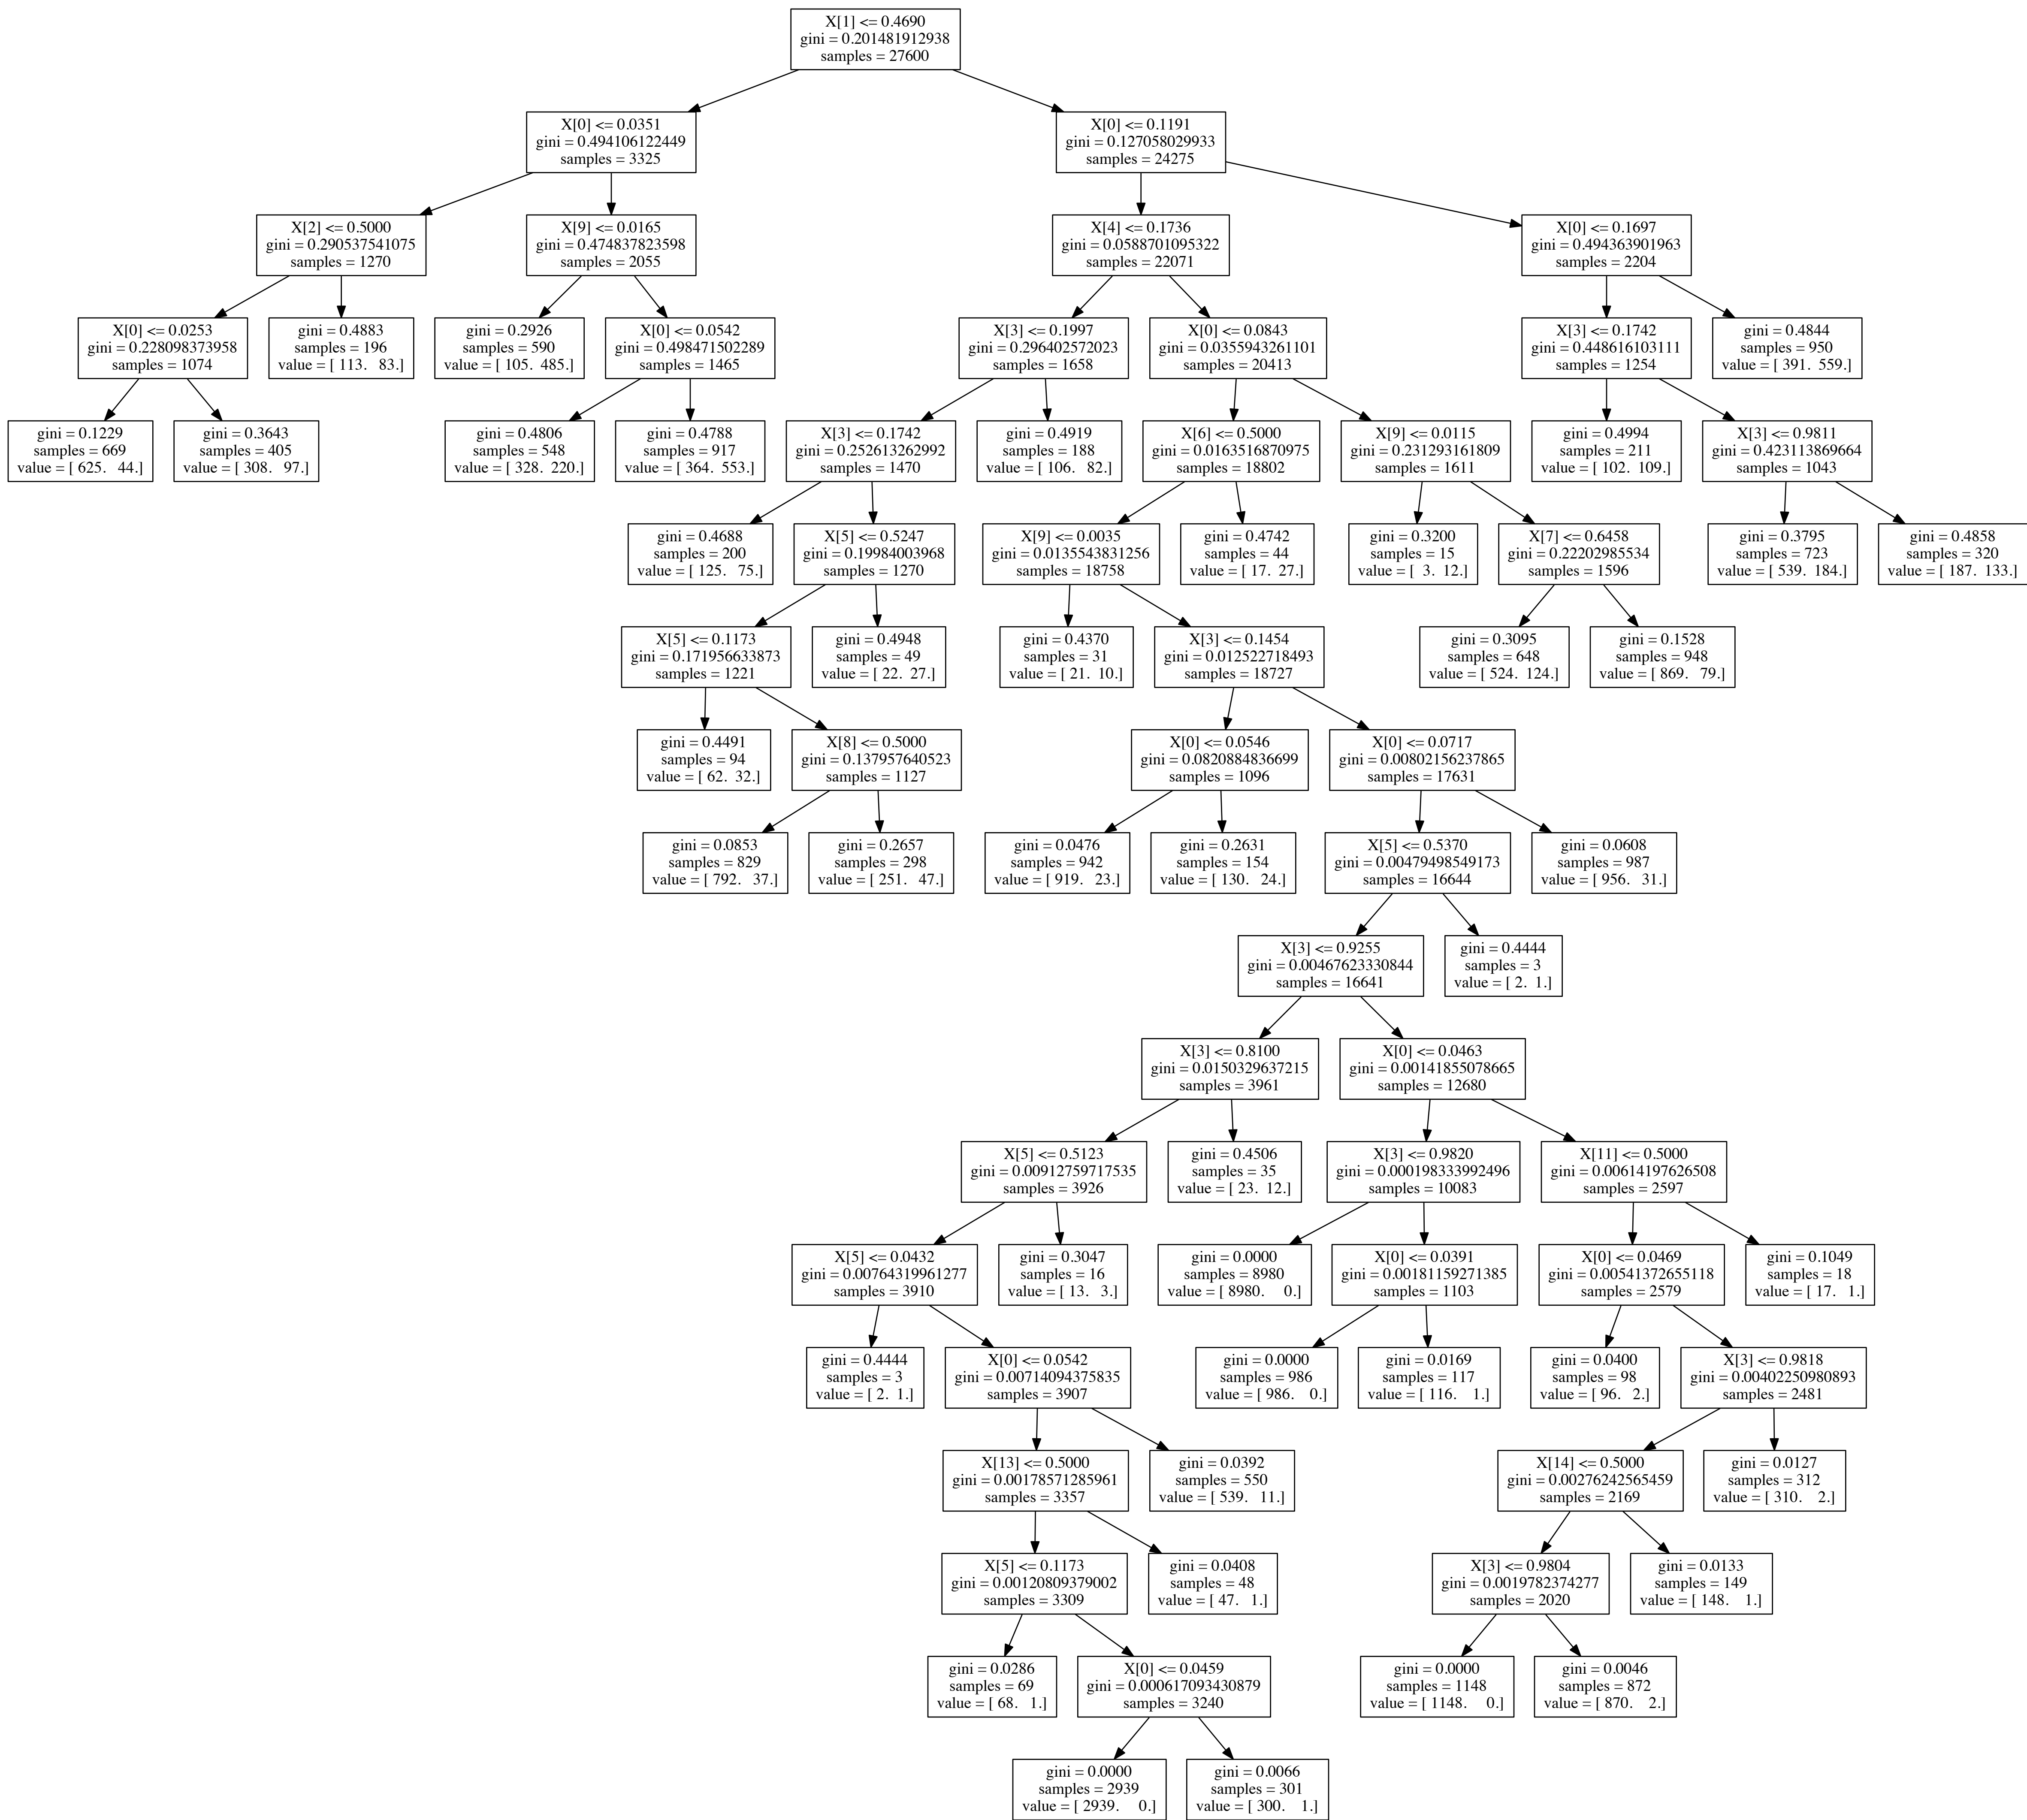 X[1] <= 0.4690
gini = 0.201481912938
samples = 27600
X[0] <= 0.0351
gini = 0.494106122449
samples = 3325
X[0] <= 0.1191
gini = 0.127058029933
samples = 24275
X[2] <= 0.5000
gini = 0.290537541075
samples = 1270
X[9] <= 0.0165
gini = 0.474837823598
samples = 2055
X[4] <= 0.1736
gini = 0.0588701095322
samples = 22071
X[0] <= 0.1697
gini = 0.494363901963
samples = 2204
X[0] <= 0.0253
gini = 0.228098373958
samples = 1074
gini = 0.4883
samples = 196
value = [ 113. 83.]
gini = 0.2926
samples = 590
value = [ 105. 485.]
X[0] <= 0.0542
gini = 0.498471502289
samples = 1465
X[3] <= 0.1997
gini = 0.296402572023
samples = 1658
X[0] <= 0.0843
gini = 0.0355943261101
samples = 20413
X[3] <= 0.1742
gini = 0.448616103111
samples = 1254
gini = 0.4844
samples = 950
value = [ 391. 559.]
gini = 0.1229
samples = 669
value = [ 625. 44.]
gini = 0.3643
samples = 405
value = [ 308. 97.]
gini = 0.4806
samples = 548
value = [ 328. 220.]
gini = 0.4788
samples = 917
value = [ 364. 553.]
X[3] <= 0.1742
gini = 0.252613262992
samples = 1470
gini = 0.4919
samples = 188
value = [ 106. 82.]
X[6] <= 0.5000
gini = 0.0163516870975
samples = 18802
X[9] <= 0.0115
gini = 0.231293161809
samples = 1611
gini = 0.4994
samples = 211
value = [ 102. 109.]
X[3] <= 0.9811
gini = 0.423113869664
samples = 1043
gini = 0.4688
samples = 200
value = [ 125. 75.]
X[5] <= 0.5247
gini = 0.19984003968
samples = 1270
X[9] <= 0.0035
gini = 0.0135543831256
samples = 18758
gini = 0.4742
samples = 44
value = [ 17. 27.]
gini = 0.3200
samples = 15
value = [ 3. 12.]
X[7] <= 0.6458
gini = 0.22202985534
samples = 1596
gini = 0.3795
samples = 723
value = [ 539. 184.]
gini = 0.4858
samples = 320
value = [ 187. 133.]
X[5] <= 0.1173
gini = 0.171956633873
samples = 1221
gini = 0.4948
samples = 49
value = [ 22. 27.]
gini = 0.4370
samples = 31
value = [ 21. 10.]
X[3] <= 0.1454
gini = 0.012522718493
samples = 18727
gini = 0.3095
samples = 648
value = [ 524. 124.]
gini = 0.1528
samples = 948
value = [ 869. 79.]
gini = 0.4491
samples = 94
value = [ 62. 32.]
X[8] <= 0.5000
gini = 0.137957640523
samples = 1127
X[0] <= 0.0546
gini = 0.0820884836699
samples = 1096
X[0] <= 0.0717
gini = 0.00802156237865
samples = 17631
gini = 0.0853
samples = 829
value = [ 792. 37.]
gini = 0.2657
samples = 298
value = [ 251. 47.]
gini = 0.0476
samples = 942
value = [ 919. 23.]
gini = 0.2631
samples = 154
value = [ 130. 24.]
X[5] <= 0.5370
gini = 0.00479498549173
samples = 16644
gini = 0.0608
samples = 987
value = [ 956. 31.]
X[3] <= 0.9255
gini = 0.00467623330844
samples = 16641
gini = 0.4444
samples = 3
value = [ 2. 1.]
X[3] <= 0.8100
gini = 0.0150329637215
samples = 3961
X[0] <= 0.0463
gini = 0.00141855078665
samples = 12680
X[5] <= 0.5123
gini = 0.00912759717535
samples = 3926
gini = 0.4506
samples = 35
value = [ 23. 12.]
X[3] <= 0.9820
gini = 0.000198333992496
samples = 10083
X[11] <= 0.5000
gini = 0.00614197626508
samples = 2597
X[5] <= 0.0432
gini = 0.00764319961277
samples = 3910
gini = 0.3047
samples = 16
value = [ 13. 3.]
gini = 0.0000
samples = 8980
value = [ 8980. 0.]
X[0] <= 0.0391
gini = 0.00181159271385
samples = 1103
X[0] <= 0.0469
gini = 0.00541372655118
samples = 2579
gini = 0.1049
samples = 18
value = [ 17. 1.]
gini = 0.4444
samples = 3
value = [ 2. 1.]
X[0] <= 0.0542
gini = 0.00714094375835
samples = 3907
gini = 0.0000
samples = 986
value = [ 986. 0.]
gini = 0.0169
samples = 117
value = [ 116. 1.]
gini = 0.0400
samples = 98
value = [ 96. 2.]
X[3] <= 0.9818
gini = 0.00402250980893
samples = 2481
X[13] <= 0.5000
gini = 0.00178571285961
samples = 3357
gini = 0.0392
samples = 550
value = [ 539. 11.]
X[14] <= 0.5000
gini = 0.00276242565459
samples = 2169
gini = 0.0127
samples = 312
value = [ 310. 2.]
X[5] <= 0.1173
gini = 0.00120809379002
samples = 3309
gini = 0.0408
samples = 48
value = [ 47. 1.]
X[3] <= 0.9804
gini = 0.0019782374277
samples = 2020
gini = 0.0133
samples = 149
value = [ 148. 1.]
gini = 0.0286
samples = 69
value = [ 68. 1.]
X[0] <= 0.0459
gini = 0.000617093430879
samples = 3240
gini = 0.0000
samples = 1148
value = [ 1148. 0.]
gini = 0.0046
samples = 872
value = [ 870. 2.]
gini = 0.0000
samples = 2939
value = [ 2939. 0.]
gini = 0.0066
samples = 301
value = [ 300. 1.]